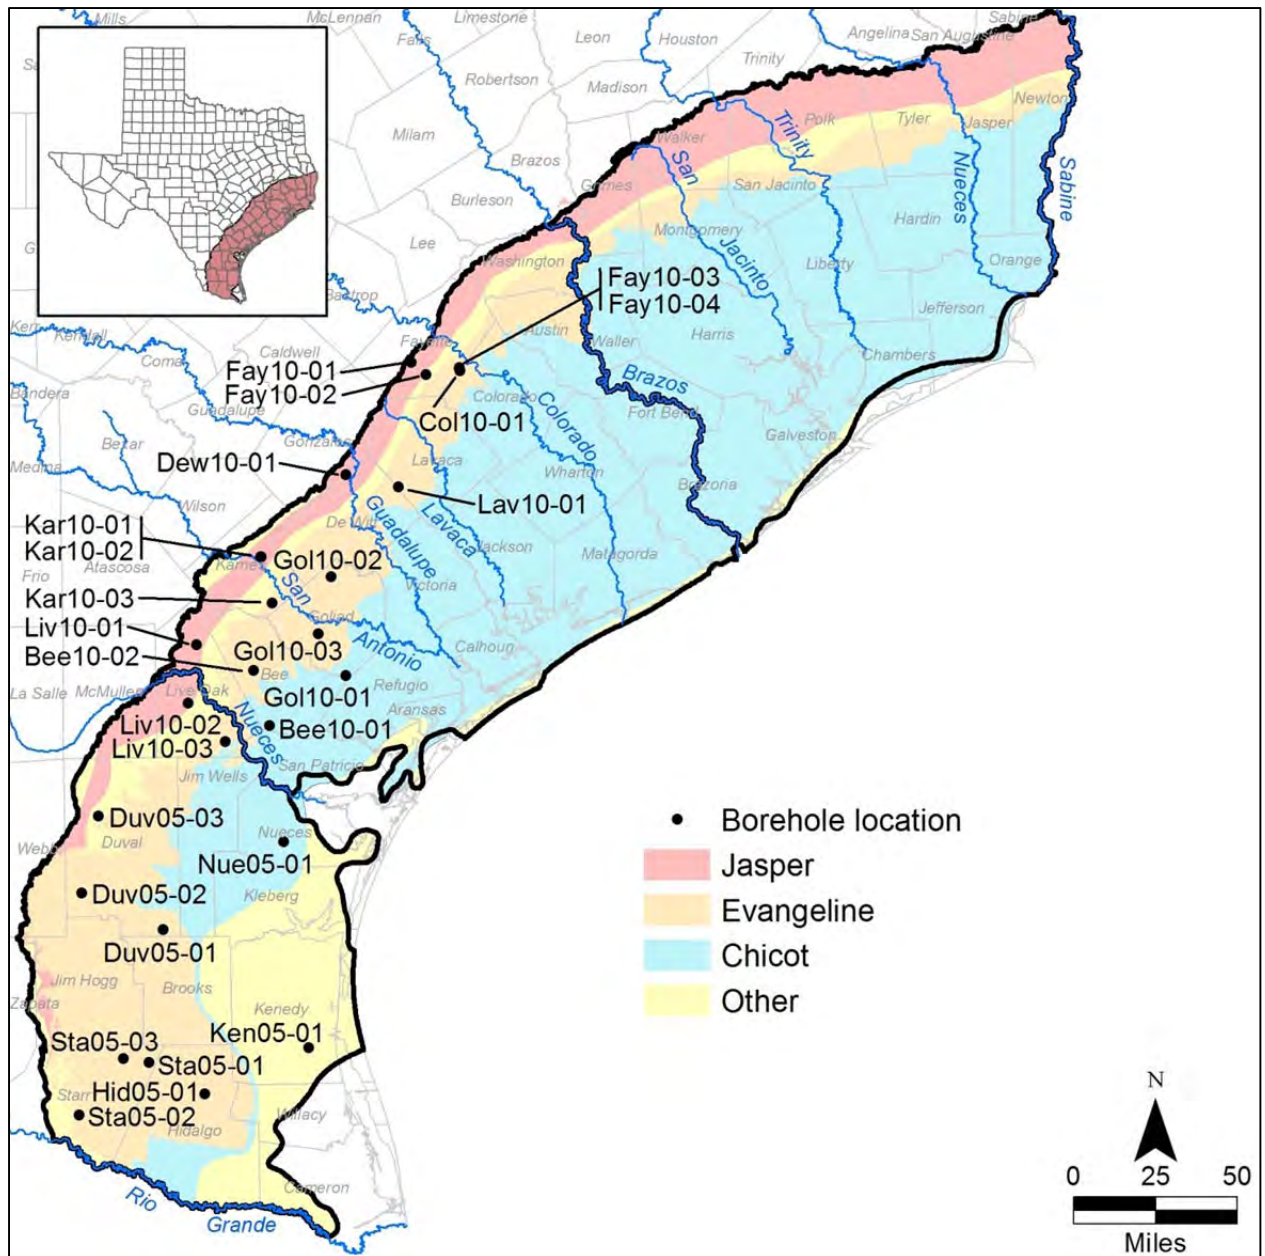 Mills
McLennan
Limestone
Sabine
Falls
Leon
Houston
Angelina
San Augustine
Trinity
Robertson
Madison
Newton
Trinity
Polk
Tyler
Jasper
Milam
Walker
San
Brazos
Grimes
San Jacinto
Nueces
Sabine
Burleson
Hardin
Lee
Montgomery
Washington
Jacinto
Liberty
Orange
Fay10-03
Fay10-04
Jefferson
Austin
Waller
Harris
Kendall
Fayette
Caldwell
Chambers
Coma
Fay10-01
Fay10-02
Brazos
Bandera
Guadalupe
Colorado
Colorado
Fort Bend
Col10-01
Galveston
Bexar
Gonzales
Medina
Dew10-01
Lavaca
Wharton
Brazoria
Wilson
Lav10-01
Guadalupe
Lavaca
De Witt
Kar10-01
Kar10-02
Jackson
Matagorda
Atascosa
Frio
Karnes
Gol10-02
San
Victoria
Kar10-03
Goliad
Liv10-01
Gol10-03
Antonio
Calhoun
Bee10-02
Bee
La Salle
McMullen
Live Oak
Gol10-01
Refugio
Aransas
Nueces
Liv10-02
Bee10-01
Liv10-03
San Patricio
Jim Wells
Duv05-03
Borehole location
Webb
Duval
Nueces
Nue05-01
Jasper
Duv05-02
Kleberg
Evangeline
Duv05-01
Chicot
Jim Hogg
Brooks
Other
Zapata
Kenedy
Sta05-03
Ken05-01
Sta05-01
Starr
Hid05-01
Sta05-02
Willacy
Hidalgo
N
Cameron
0 25 50
Rio
Grande
Miles